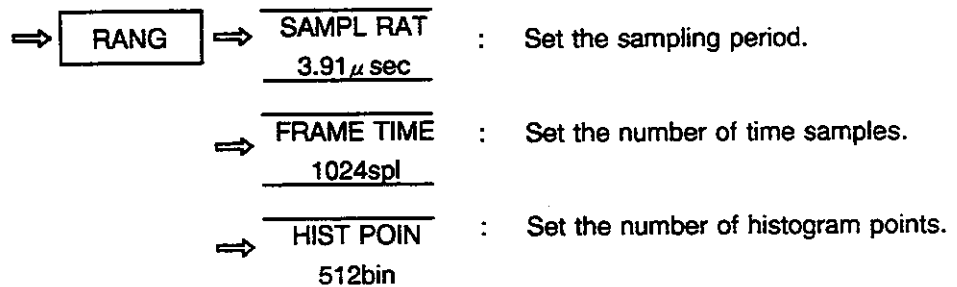 ⇒ RANG ⇒ SAMPL RAT : Set the sampling period.
3.91μsec
⇒ FRAME TIME : Set the number of time samples.
1024spl
⇒ HIST POIN : Set the number of histogram points.
512bin